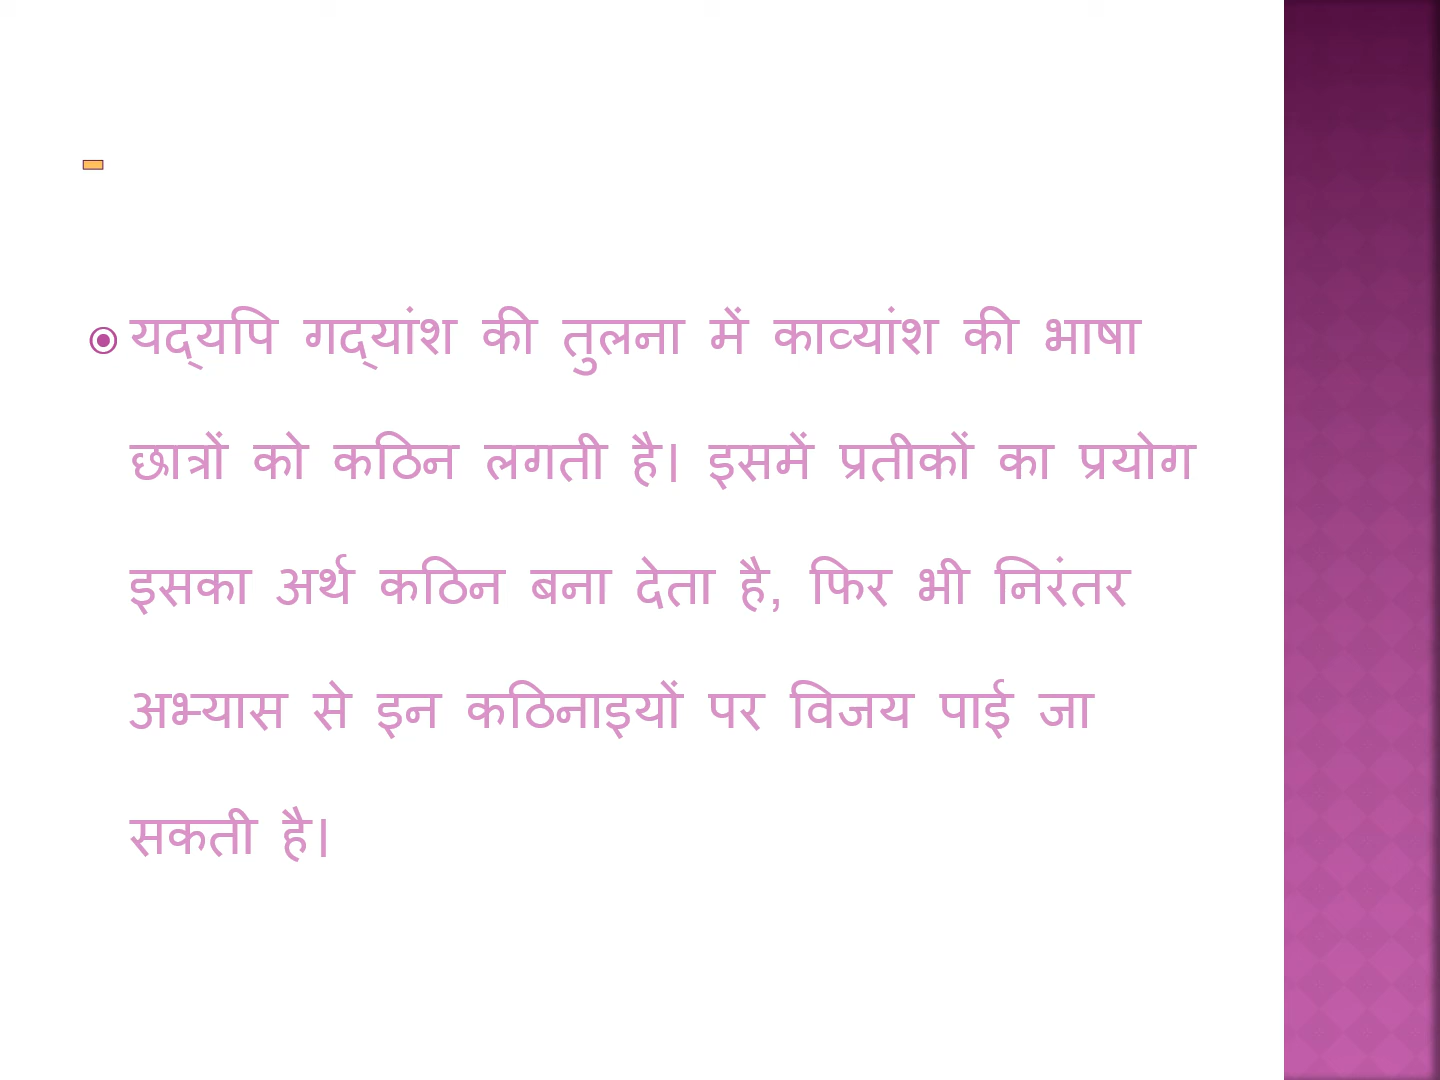 -
यद्‌यपि गद्‌यांश की तुलना में काव्यांश की भाषा
छात्रों को कठिन लगती है। इसमें प्रतीकों का प्रयोग
इसका अर्थ कठिन बना देता है, फिर भी निरंतर
अभ्यास से इन कठिनाइयों पर विजय पाई जा
सकती है।